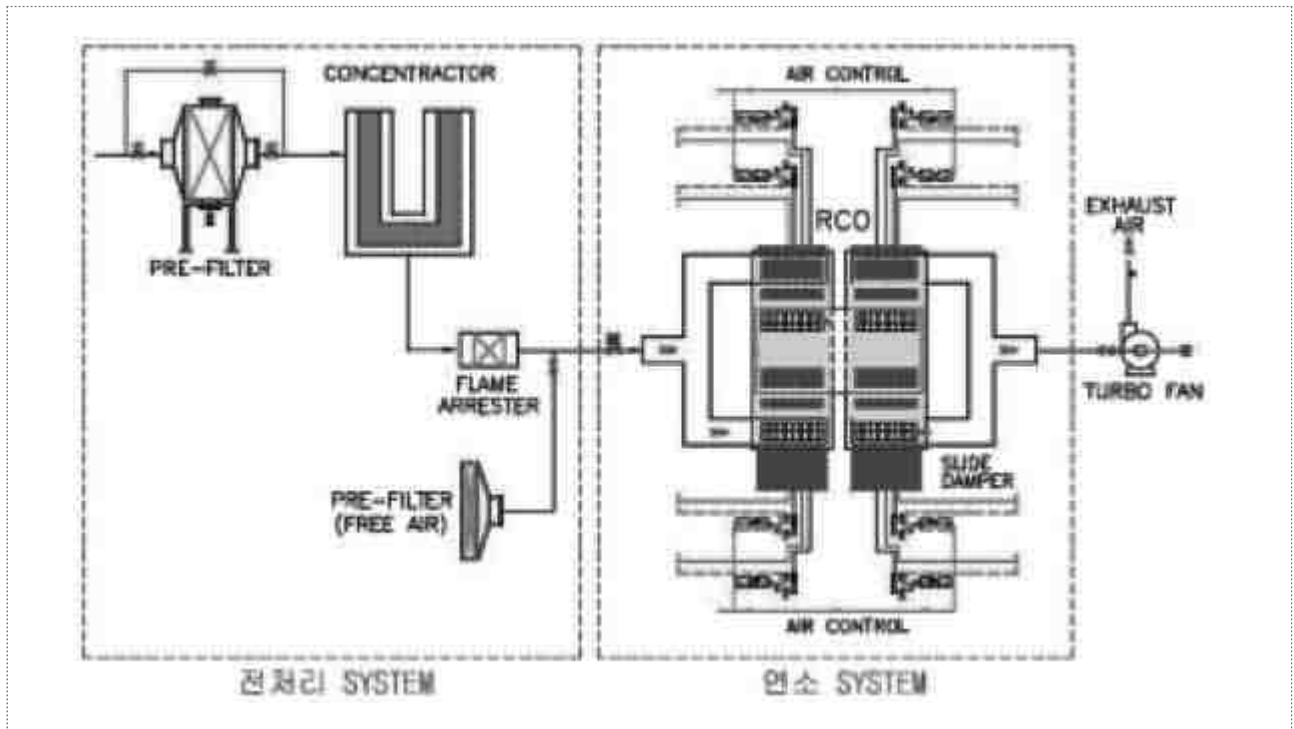 CONCENTRACTOR
PRE-FILTER
FLAME
ARRESTER
PRE-FILTER
(FREE AIR)
전처리 SYSTEM
AIR CONTROL
RCO
SLIDE
DAMPER
AIR CONTROL
연소 SYSTEM
EXHAUST
AIR
TURBO FAN